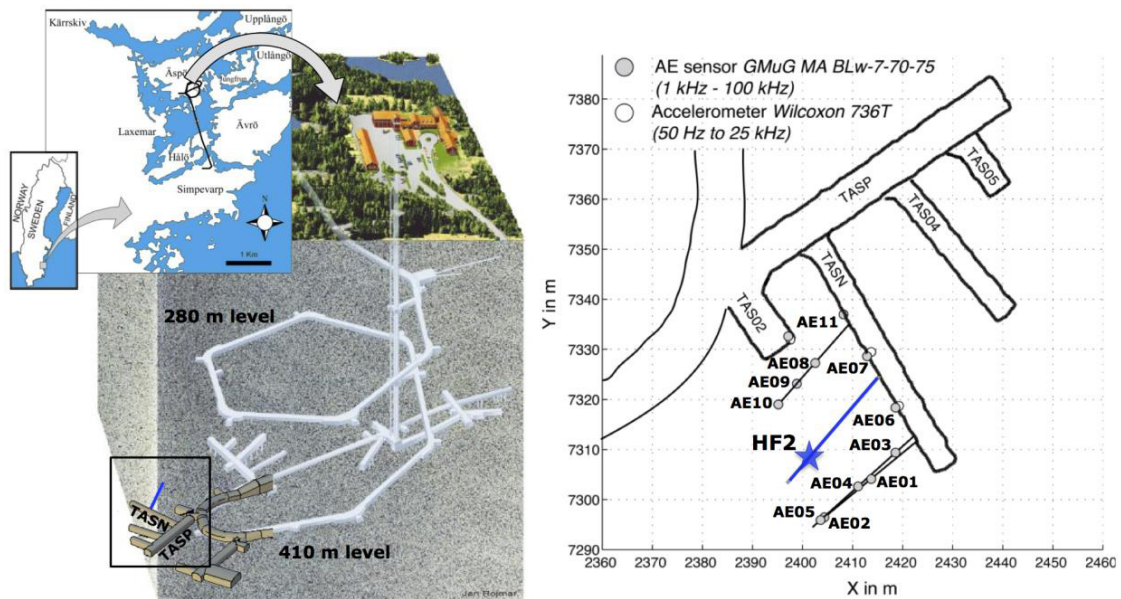 Kärrskiv
Upplångö
Utlångö
Äspö
Laxemar
Ävrö
Hålö
Simpevarp
N
1 Km
NORWAY
SWEDEN
FINLAND
280 m level
410 m level
TASN
TASP
AE sensor GMuG MA BLw-7-70-75
(1 kHz - 100 kHz)
Accelerometer Wilcoxon 736T
(50 Hz to 25 kHz)
TASP
TAS05
TAS04
TASN
TAS02
AE11
AE08
AE07
AE09
AE10
AE06
HF2
AE03
AE04
AE01
AE05
AE02
Y in m
7380
7370
7360
7350
7340
7330
7320
7310
7300
7290
2360 2370 2380 2390 2400 2410 2420 2430 2440 2450 2460
X in m